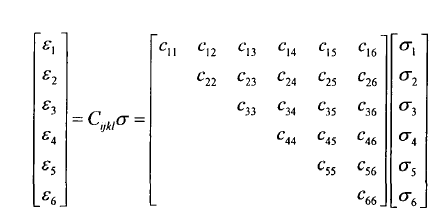 ε₁ c₁₁ c₁₂ c₁₃ c₁₄ c₁₅ c₁₆ σ₁
ε₂ c₂₂ c₂₃ c₂₄ c₂₅ c₂₆ σ₂
ε₃ c₃₃ c₃₄ c₃₅ c₃₆ σ₃
= Cᵢⱼₖₗσ =
ε₄ c₄₄ c₄₅ c₄₆ σ₄
ε₅ c₅₅ c₅₆ σ₅
ε₆ c₆₆ σ₆